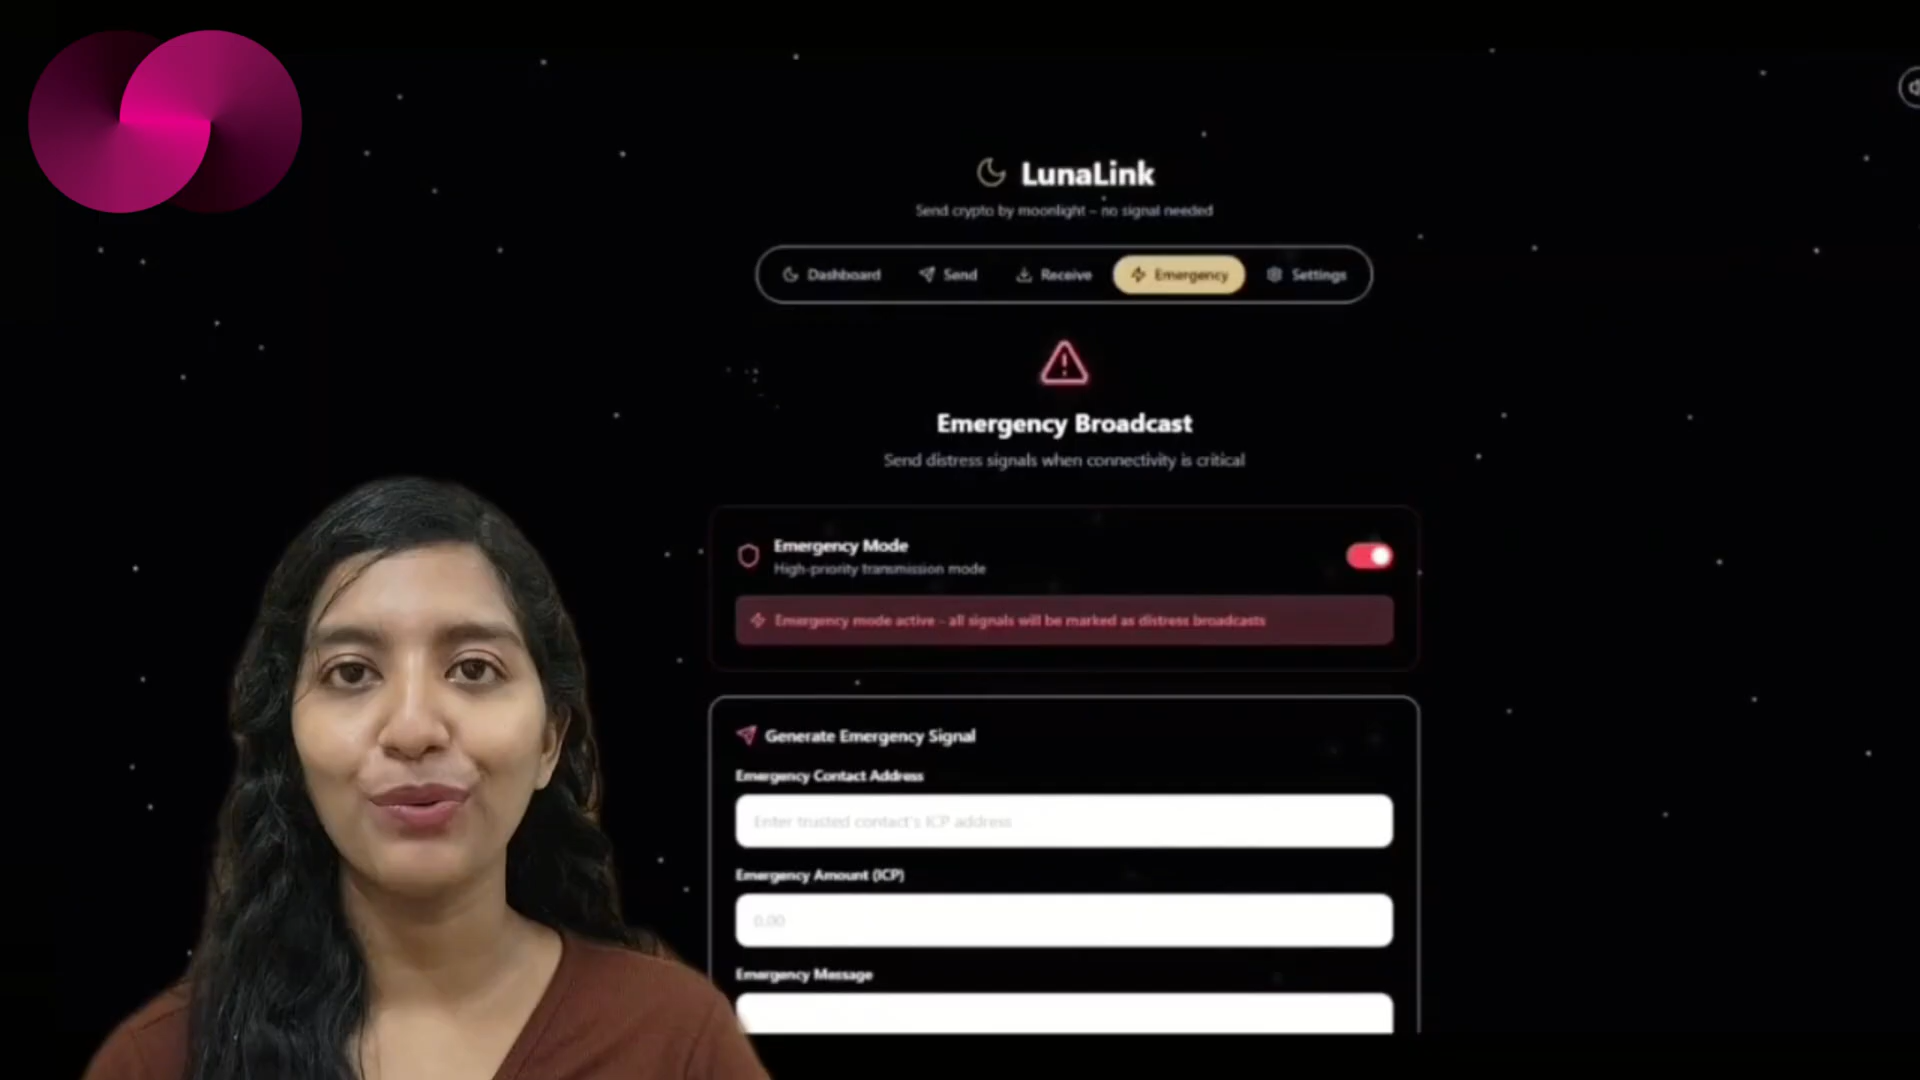 LunaLink
Send crypto by moonlight – no signal needed
Dashboard Send Receive Emergency Settings
Emergency Broadcast
Send distress signals when connectivity is critical
Emergency Mode
High-priority transmission mode
Emergency mode active - all signals will be marked as distress broadcasts
Generate Emergency Signal
Emergency Contact Address
Enter trusted contact's ICP address
Emergency Amount (ICP)
0.00
Emergency Message